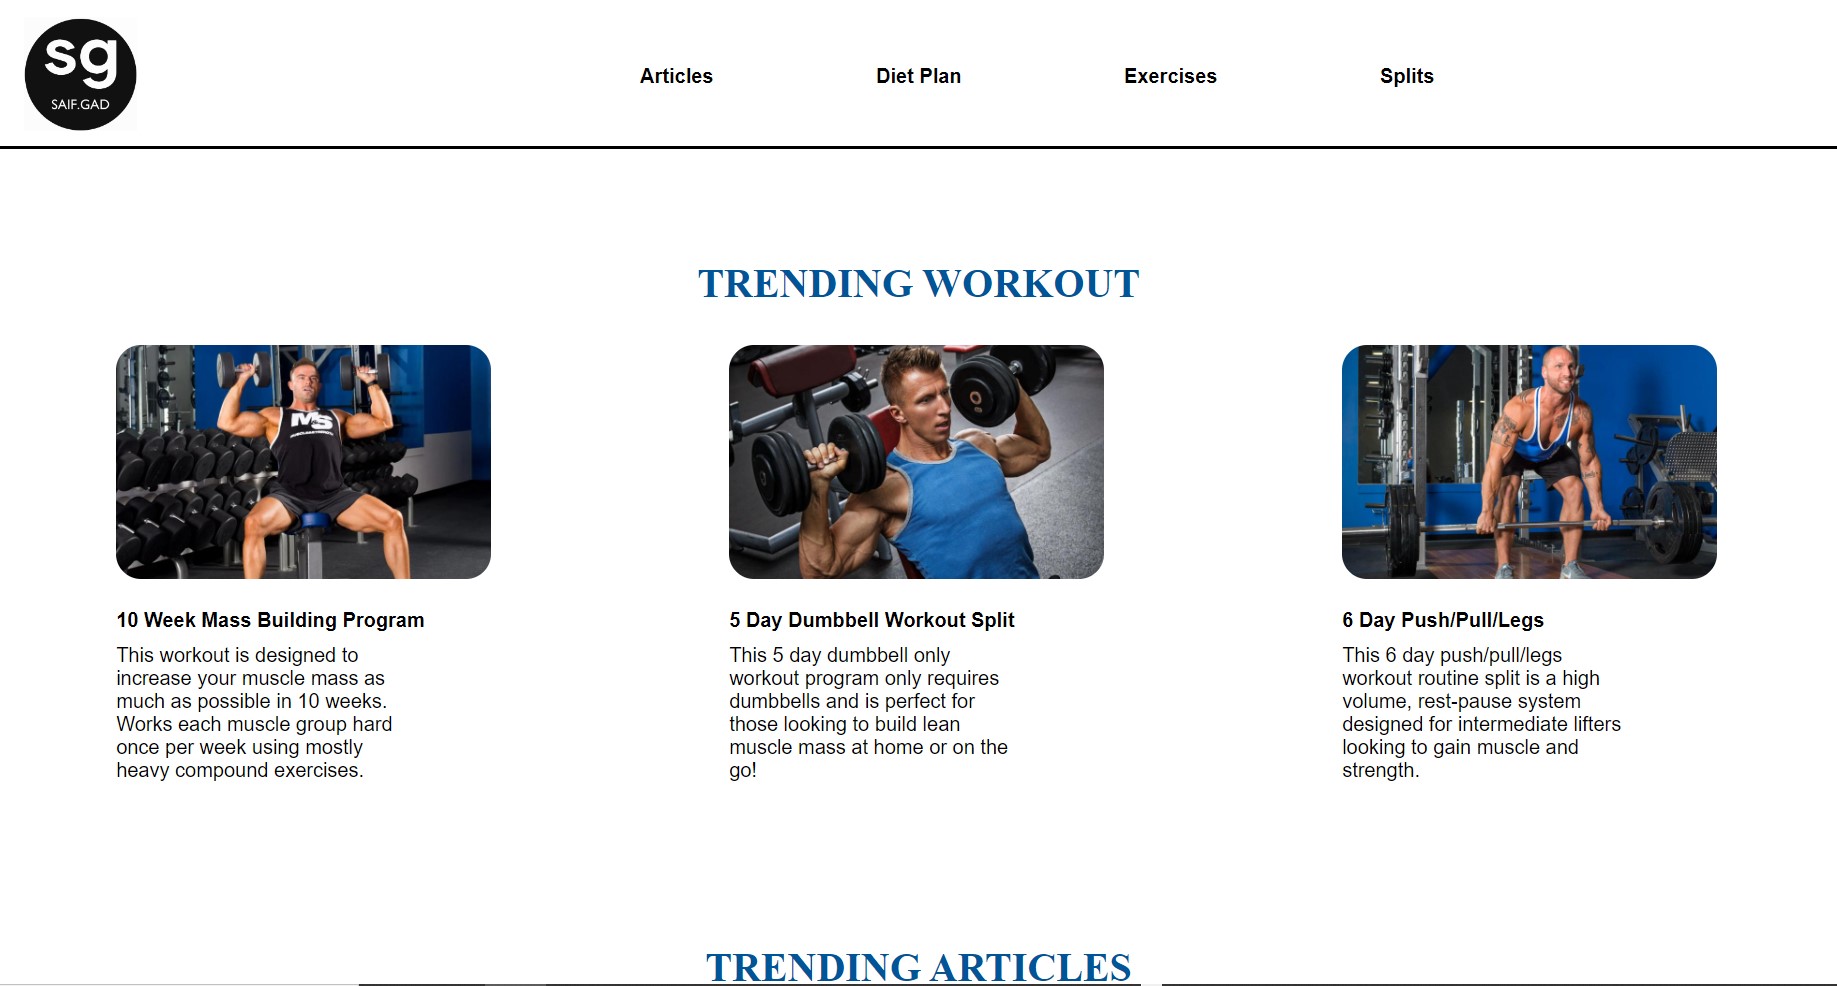 sg
SAIF.GAD
Articles
Diet Plan
Exercises
Splits
TRENDING WORKOUT
MS
10 Week Mass Building Program
This workout is designed to
increase your muscle mass as
much as possible in 10 weeks.
Works each muscle group hard
once per week using mostly
heavy compound exercises.
5 Day Dumbbell Workout Split
This 5 day dumbbell only
workout program only requires
dumbbells and is perfect for
those looking to build lean
muscle mass at home or on the
go!
6 Day Push/Pull/Legs
This 6 day push/pull/legs
workout routine split is a high
volume, rest-pause system
designed for intermediate lifters
looking to gain muscle and
strength.
TRENDING ARTICLES